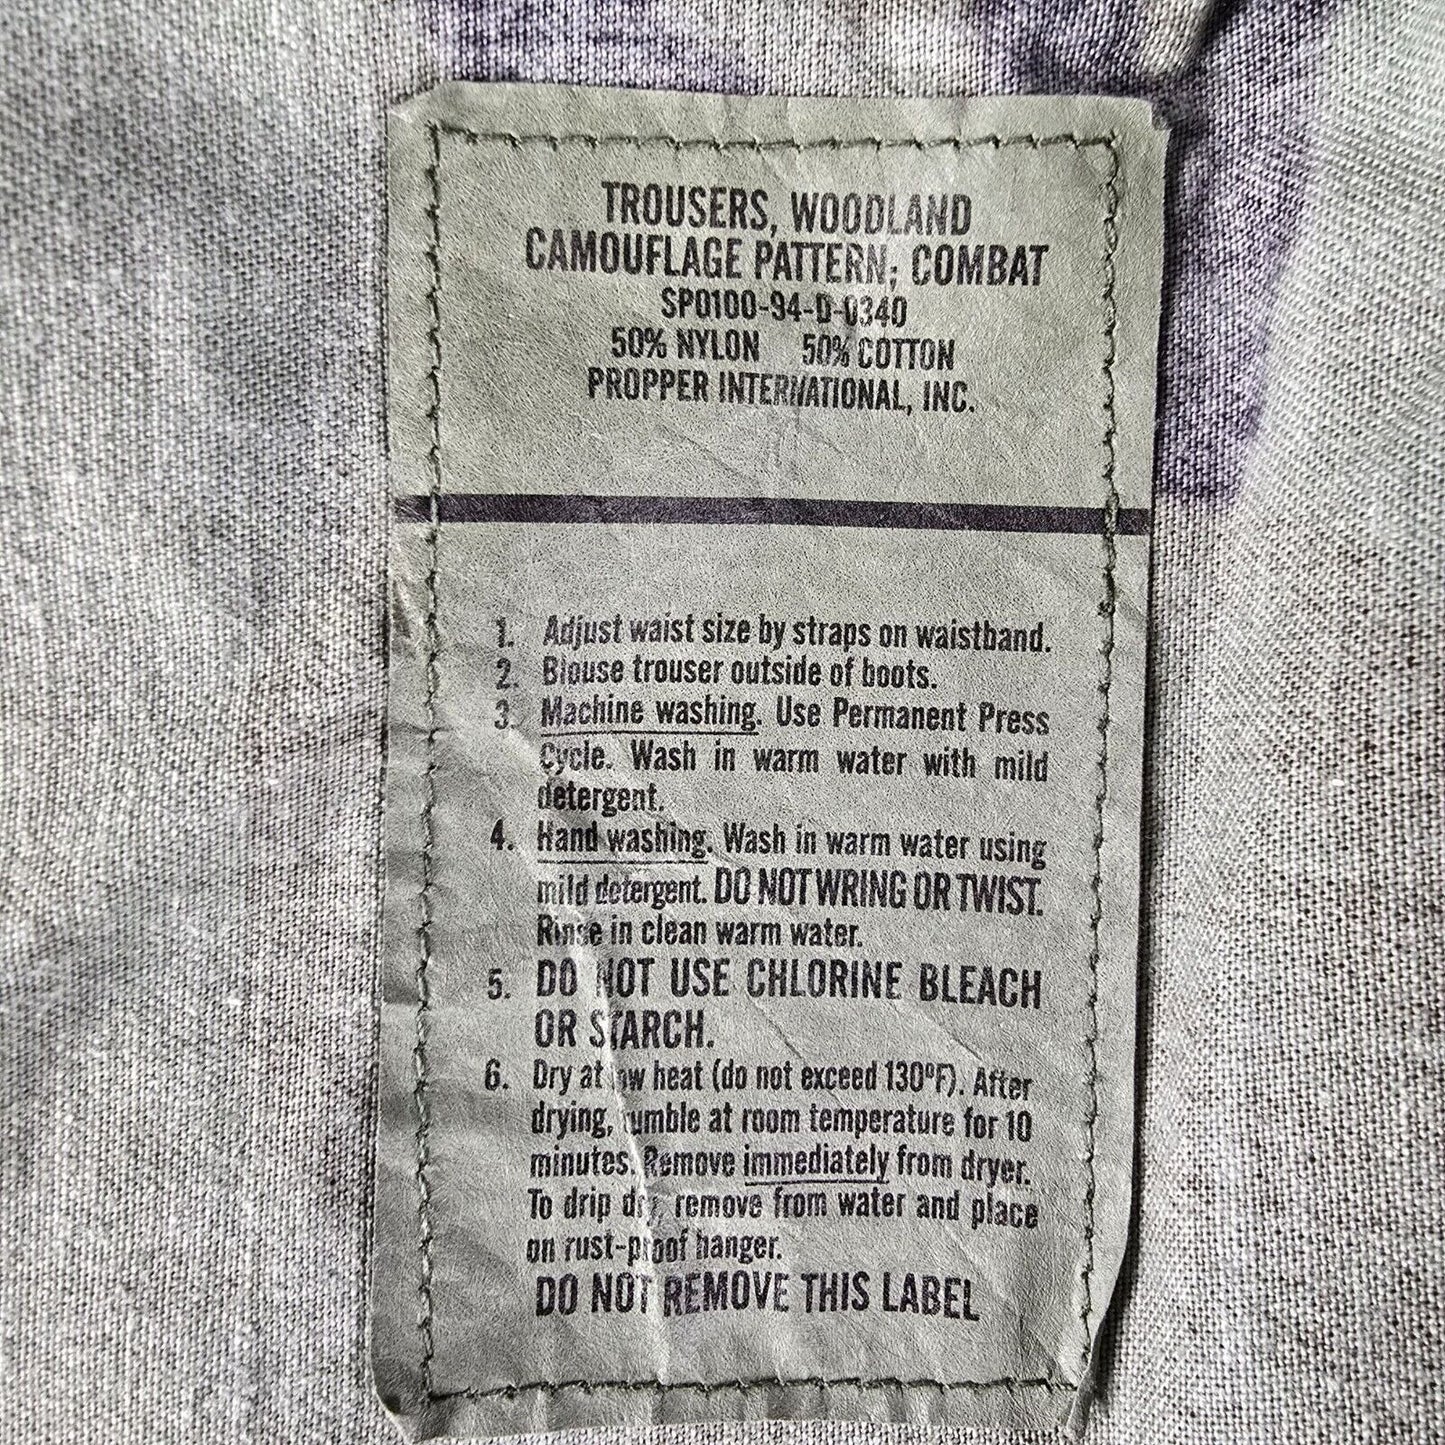 TROUSERS, WOODLAND
CAMOUFLAGE PATTERN; COMBAT
SP0100-94-D-0340
50% NYLON 50% COTTON
PROPPER INTERNATIONAL, INC.
1. Adjust waist size by straps on waistband.
2. Blouse trouser outside of boots.
3. Machine washing. Use Permanent Press
Cycle. Wash in warm water with mild
detergent.
4. Hand washing. Wash in warm water using
mild detergent. DO NOT WRING OR TWIST.
Rinse in clean warm water.
5. DO NOT USE CHLORINE BLEACH
OR STARCH.
6. Dry at low heat (do not exceed 130ºF). After
drying, tumble at room temperature for 10
minutes. Remove immediately from dryer.
To drip dry, remove from water and place
on rust-proof hanger.
DO NOT REMOVE THIS LABEL